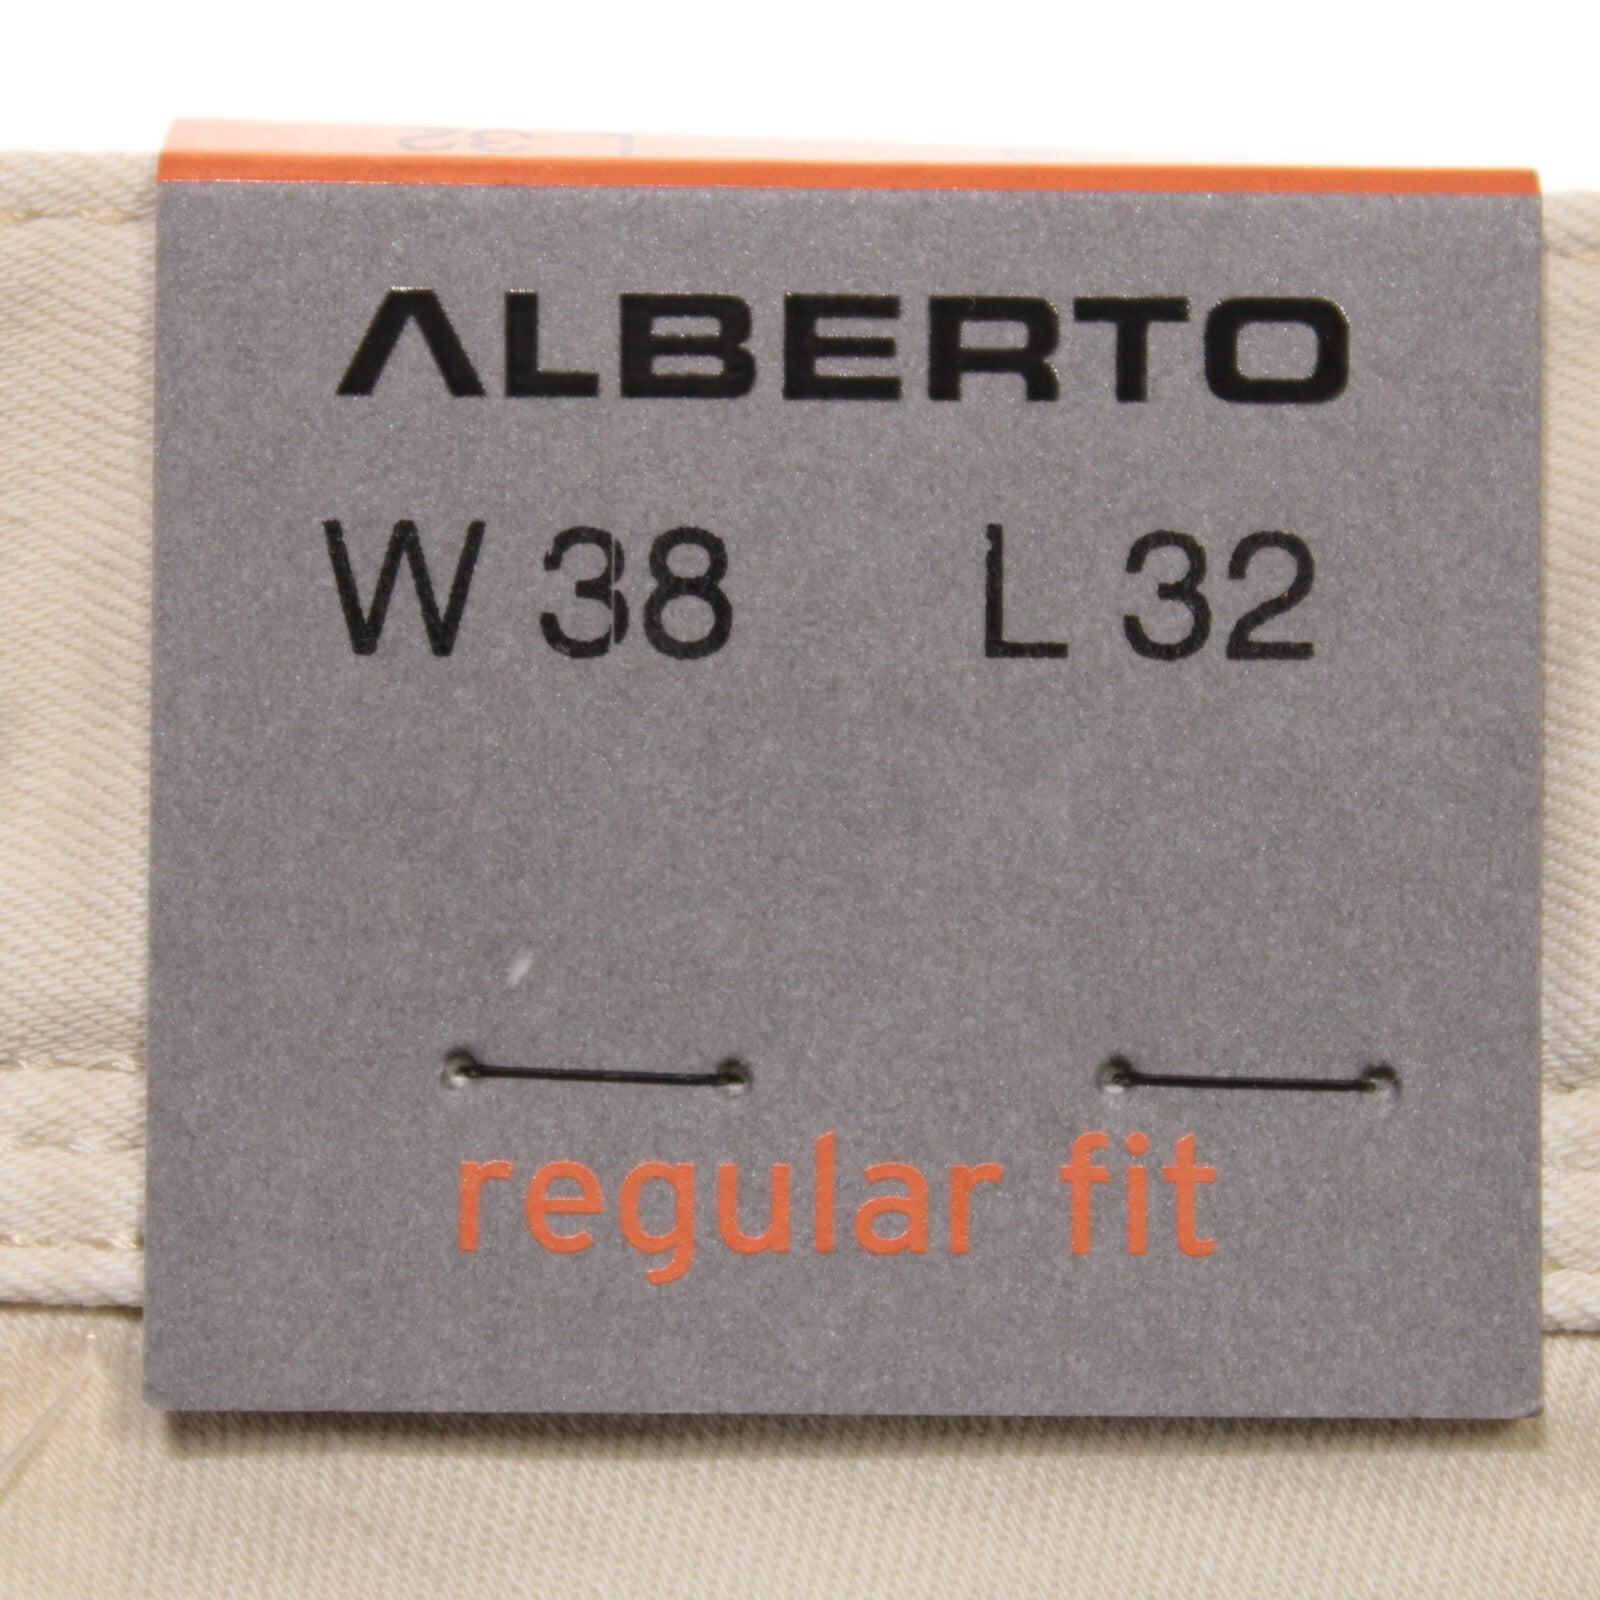 ALBERTO
W 38 L 32
regular fit